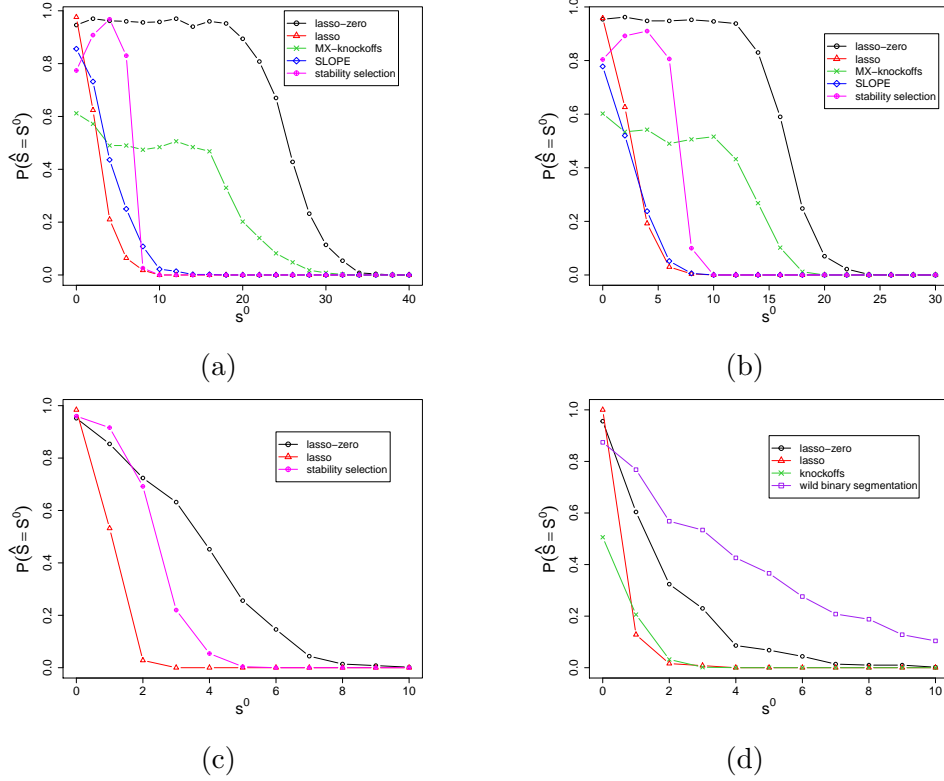 lasso-zero
lasso
MX-knockoffs
SLOPE
stability selection
P(Ŝ = S⁰)
0.0 0.2 0.4 0.6 0.8 1.0
0 10 20 30 40
s⁰
(a)
lasso-zero
lasso
MX-knockoffs
SLOPE
stability selection
P(Ŝ = S⁰)
0.0 0.2 0.4 0.6 0.8 1.0
0 5 10 15 20 25 30
s⁰
(b)
lasso-zero
lasso
stability selection
P(Ŝ = S⁰)
0.0 0.2 0.4 0.6 0.8 1.0
0 2 4 6 8 10
s⁰
(c)
lasso-zero
lasso
knockoffs
wild binary segmentation
P(Ŝ = S⁰)
0.0 0.2 0.4 0.6 0.8 1.0
0 2 4 6 8 10
s⁰
(d)